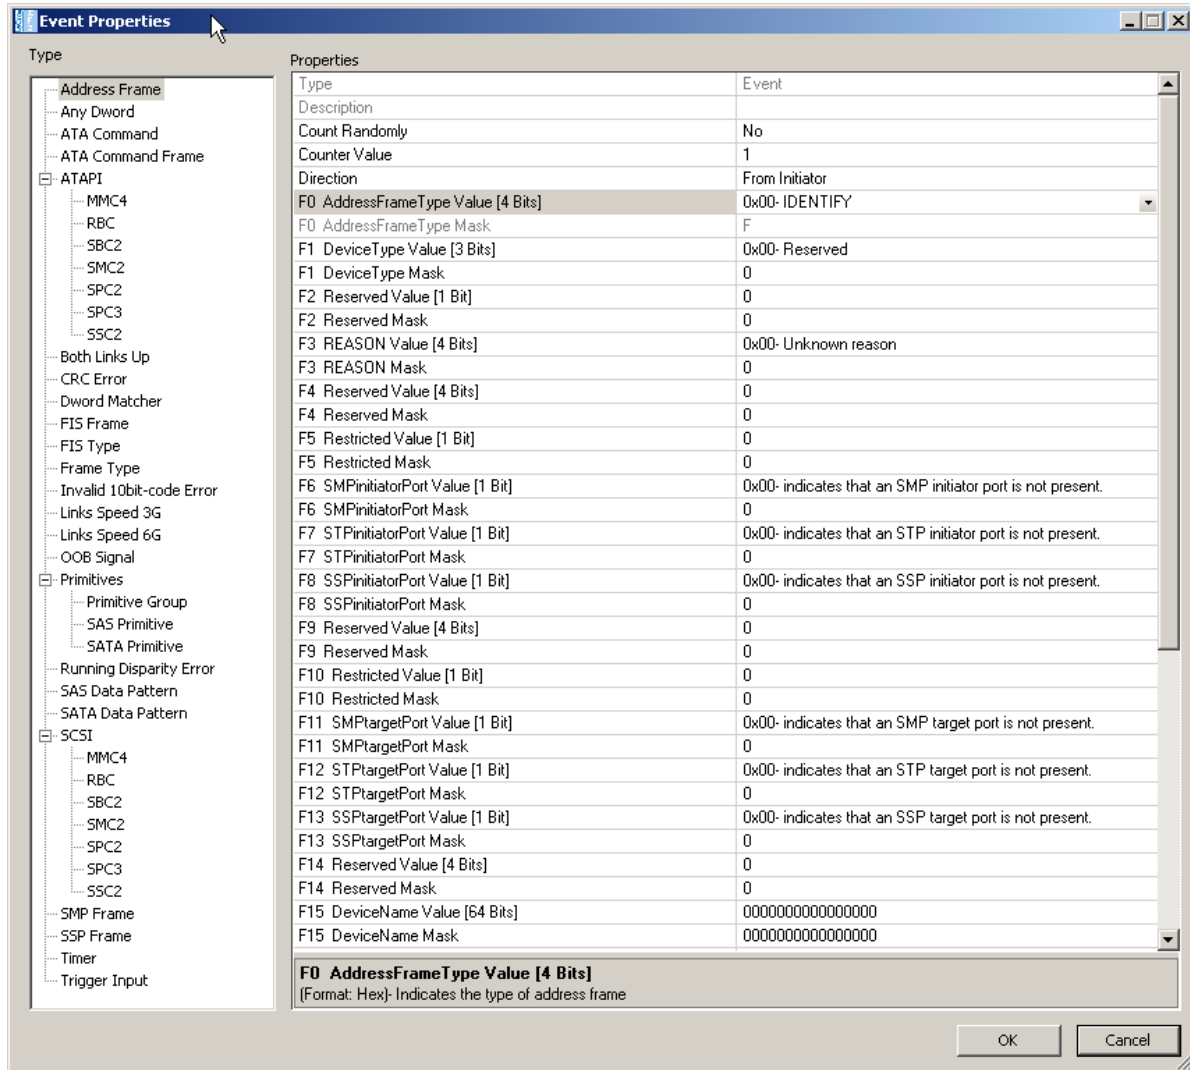 Event Properties
Type
Address Frame
Any Dword
ATA Command
ATA Command Frame
ATAPI
MMC4
RBC
SBC2
SMC2
SPC2
SPC3
SSC2
Both Links Up
CRC Error
Dword Matcher
FIS Frame
FIS Type
Frame Type
Invalid 10bit-code Error
Links Speed 3G
Links Speed 6G
OOB Signal
Primitives
Primitive Group
SAS Primitive
SATA Primitive
Running Disparity Error
SAS Data Pattern
SATA Data Pattern
SCSI
MMC4
RBC
SBC2
SMC2
SPC2
SPC3
SSC2
SMP Frame
SSP Frame
Timer
Trigger Input
Properties
Type Event
Description
Count Randomly No
Counter Value 1
Direction From Initiator
F0 AddressFrameType Value [4 Bits] 0x00- IDENTIFY
F0 AddressFrameType Mask F
F1 DeviceType Value [3 Bits] 0x00- Reserved
F1 DeviceType Mask 0
F2 Reserved Value [1 Bit] 0
F2 Reserved Mask 0
F3 REASON Value [4 Bits] 0x00- Unknown reason
F3 REASON Mask 0
F4 Reserved Value [4 Bits] 0
F4 Reserved Mask 0
F5 Restricted Value [1 Bit] 0
F5 Restricted Mask 0
F6 SMPinitiatorPort Value [1 Bit] 0x00- indicates that an SMP initiator port is not present.
F6 SMPinitiatorPort Mask 0
F7 STPinitiatorPort Value [1 Bit] 0x00- indicates that an STP initiator port is not present.
F7 STPinitiatorPort Mask 0
F8 SSPinitiatorPort Value [1 Bit] 0x00- indicates that an SSP initiator port is not present.
F8 SSPinitiatorPort Mask 0
F9 Reserved Value [4 Bits] 0
F9 Reserved Mask 0
F10 Restricted Value [1 Bit] 0
F10 Restricted Mask 0
F11 SMPtargetPort Value [1 Bit] 0x00- indicates that an SMP target port is not present.
F11 SMPtargetPort Mask 0
F12 STPtargetPort Value [1 Bit] 0x00- indicates that an STP target port is not present.
F12 STPtargetPort Mask 0
F13 SSPtargetPort Value [1 Bit] 0x00- indicates that an SSP target port is not present.
F13 SSPtargetPort Mask 0
F14 Reserved Value [4 Bits] 0
F14 Reserved Mask 0
F15 DeviceName Value [64 Bits] 0000000000000000
F15 DeviceName Mask 0000000000000000
F0 AddressFrameType Value [4 Bits]
(Format: Hex)- Indicates the type of address frame
OK Cancel